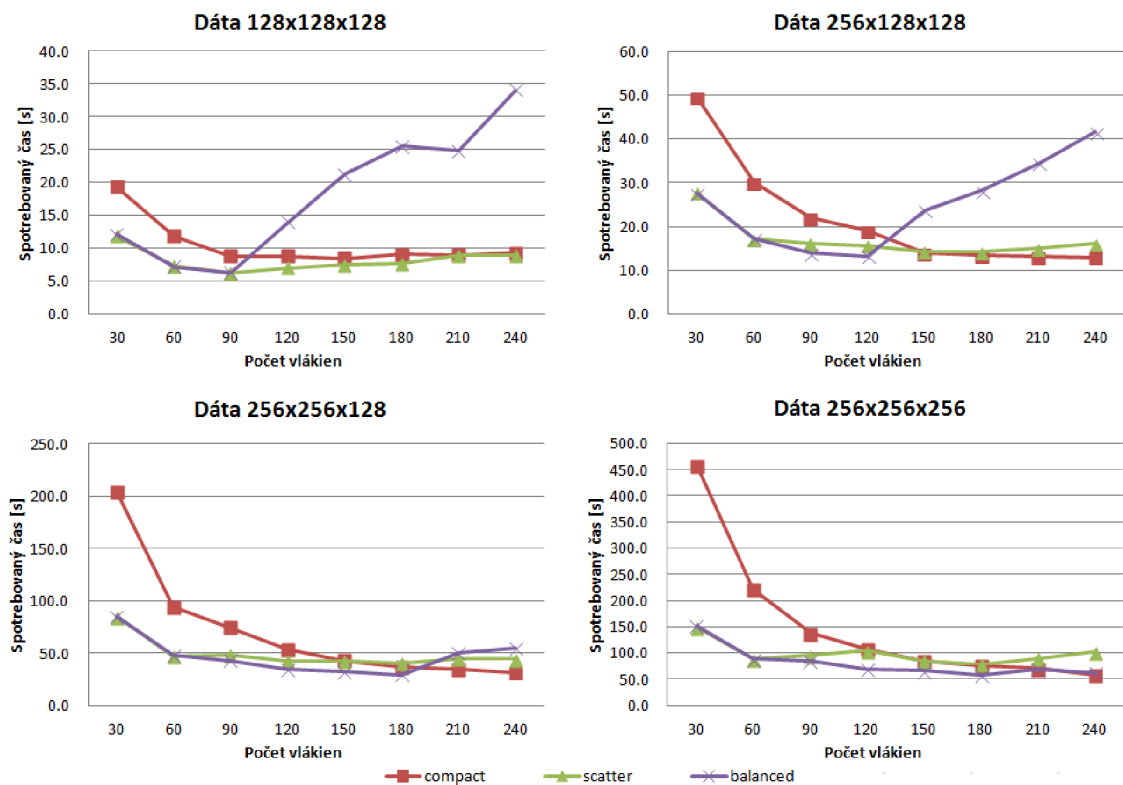 Dáta 128x128x128
Spotrebovaný čas [s]
40.0
35.0
30.0
25.0
20.0
15.0
10.0
5.0
0.0
30 60 90 120 150 180 210 240
Počet vlákien
Dáta 256x128x128
Spotrebovaný čas [s]
60.0
50.0
40.0
30.0
20.0
10.0
0.0
30 60 90 120 150 180 210 240
Počet vlákien
Dáta 256x256x128
Spotrebovaný čas [s]
250.0
200.0
150.0
100.0
50.0
0.0
30 60 90 120 150 180 210 240
Počet vlákien
Dáta 256x256x256
Spotrebovaný čas [s]
500.0
450.0
400.0
350.0
300.0
250.0
200.0
150.0
100.0
50.0
0.0
30 60 90 120 150 180 210 240
Počet vlákien
compact scatter balanced